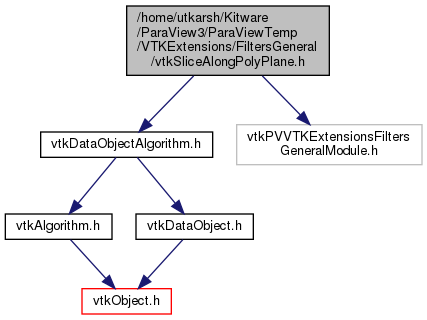 /home/utkarsh/Kitware
/ParaView3/ParaViewTemp
/VTKExtensions/FiltersGeneral
/vtkSliceAlongPolyPlane.h
vtkDataObjectAlgorithm.h
vtkPVVTKExtensionsFilters
GeneralModule.h
vtkAlgorithm.h
vtkDataObject.h
vtkObject.h